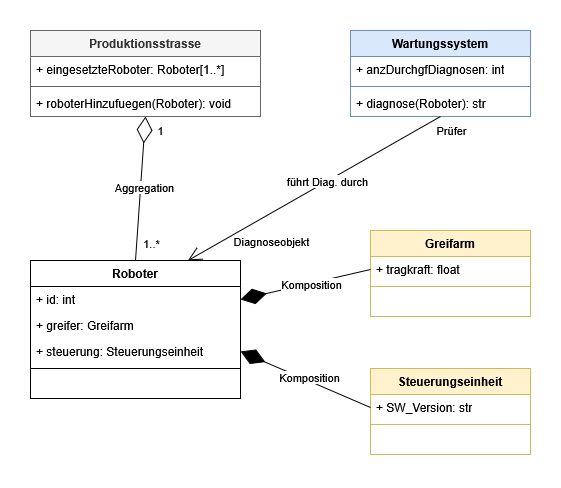 Produktionsstrasse
+ eingesetzteRoboter: Roboter[1..*]
+ roboterHinzufuegen(Roboter): void
Wartungssystem
+ anzDurchgfDiagnosen: int
+ diagnose(Roboter): str
1
Prüfer
Aggregation
führt Diag. durch
1..*
Diagnoseobjekt
Roboter
+ id: int
+ greifer: Greifarm
+ steuerung: Steuerungseinheit
Greifarm
+ tragkraft: float
Komposition
Komposition
Steuerungseinheit
+ SW_Version: str